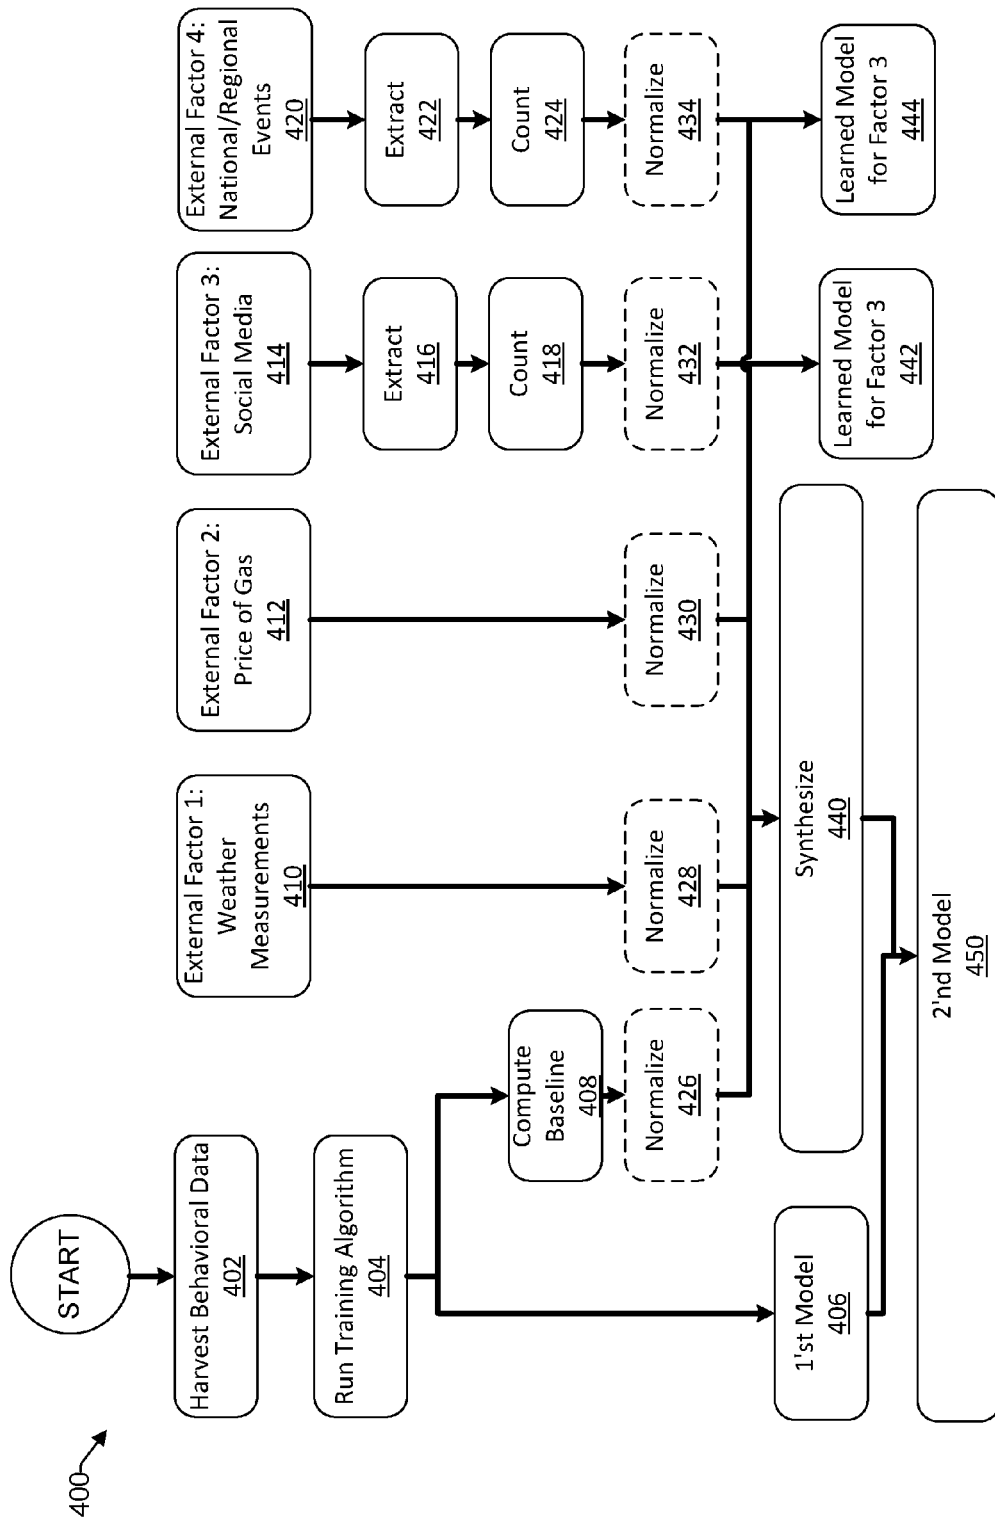 400
START
Harvest Behavioral Data
402
Run Training Algorithm
404
1'st Model
406
Compute
Baseline
408
Normalize
426
External Factor 1:
Weather
Measurements
410
Normalize
428
External Factor 2:
Price of Gas
412
Normalize
430
External Factor 3:
Social Media
414
Extract
416
Count
418
Normalize
432
Learned Model
for Factor 3
442
External Factor 4:
National/Regional
Events
420
Extract
422
Count
424
Normalize
434
Learned Model
for Factor 3
444
Synthesize
440
2'nd Model
450